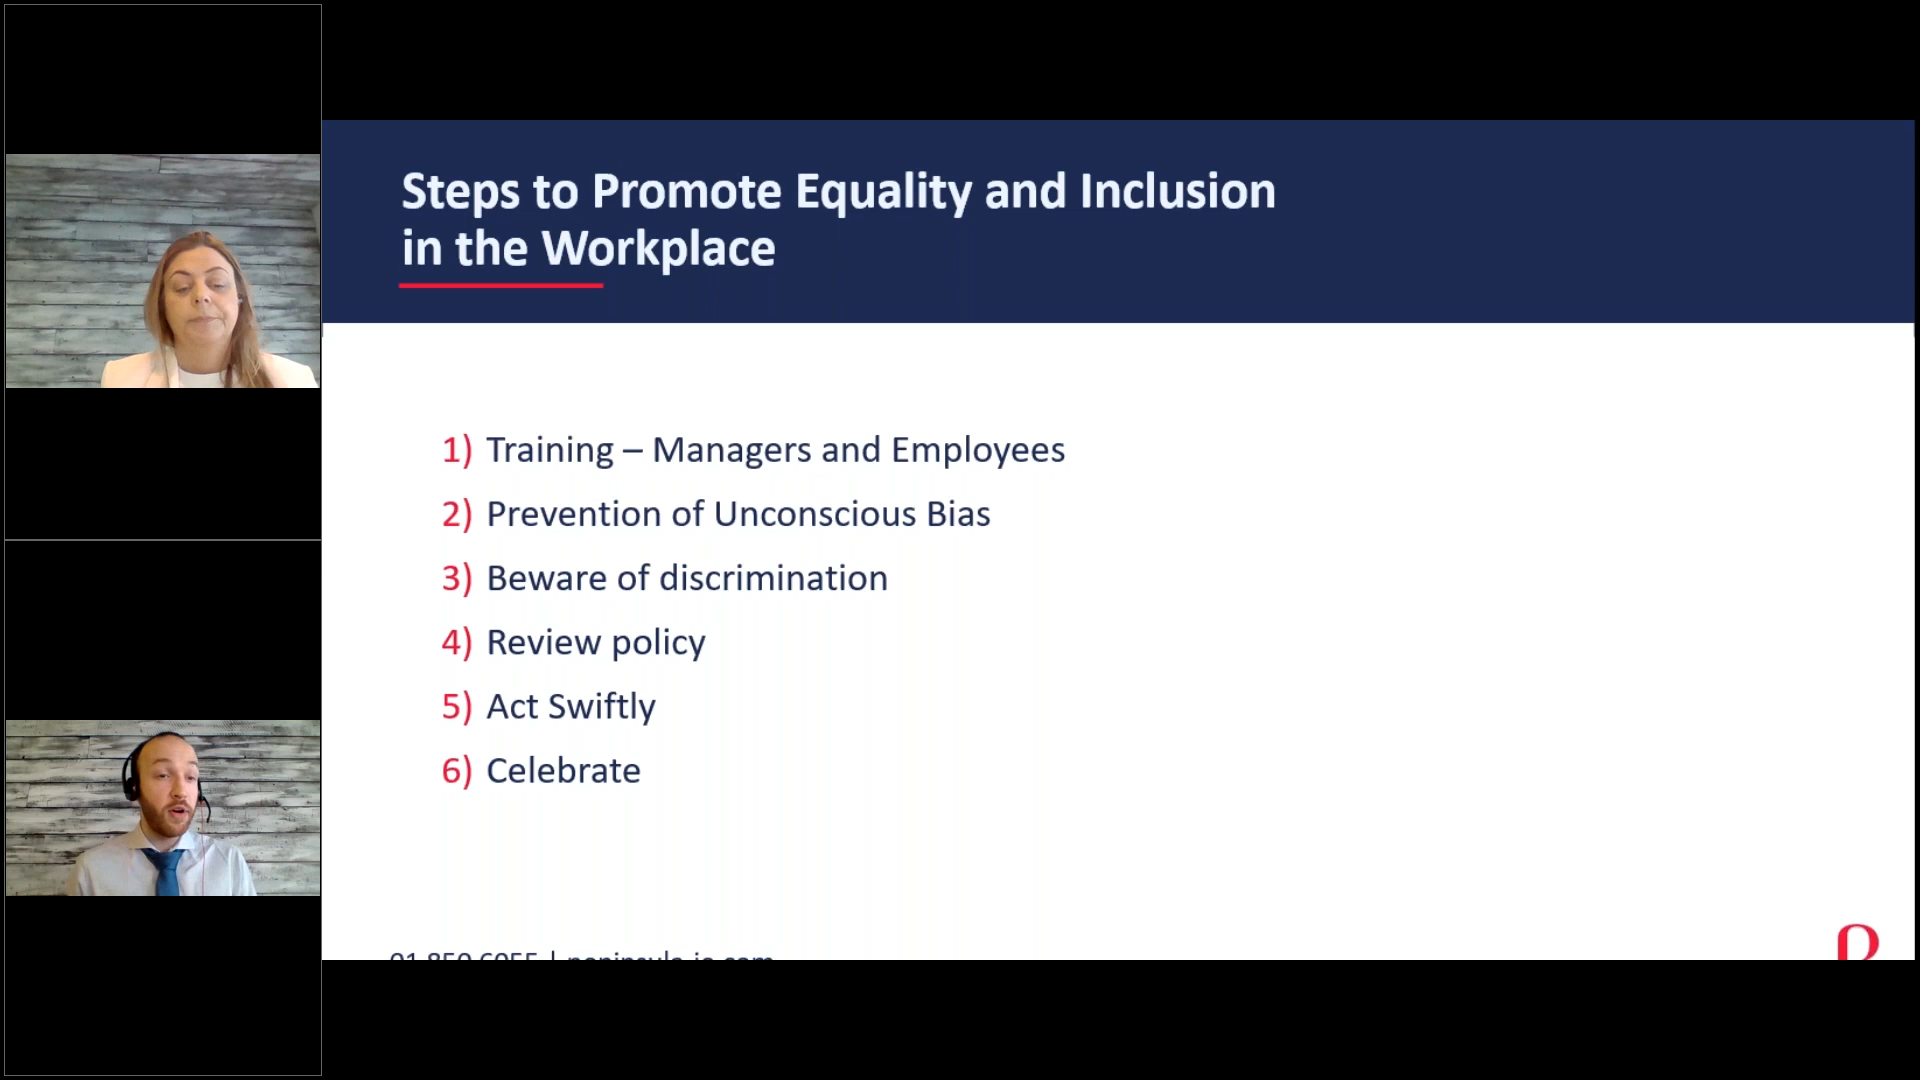 Steps to Promote Equality and Inclusion
in the Workplace
1) Training – Managers and Employees
2) Prevention of Unconscious Bias
3) Beware of discrimination
4) Review policy
5) Act Swiftly
6) Celebrate